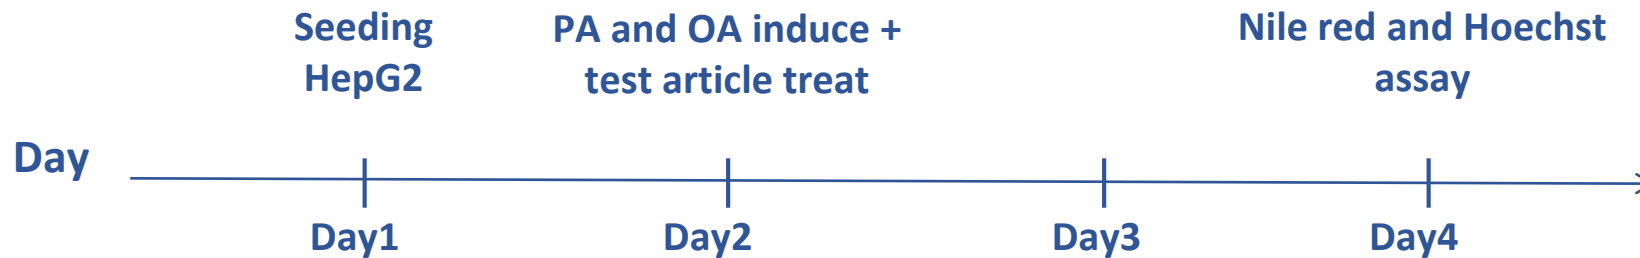 Seeding
HepG2
PA and OA induce +
test article treat
Nile red and Hoechst
assay
Day
Day1
Day2
Day3
Day4